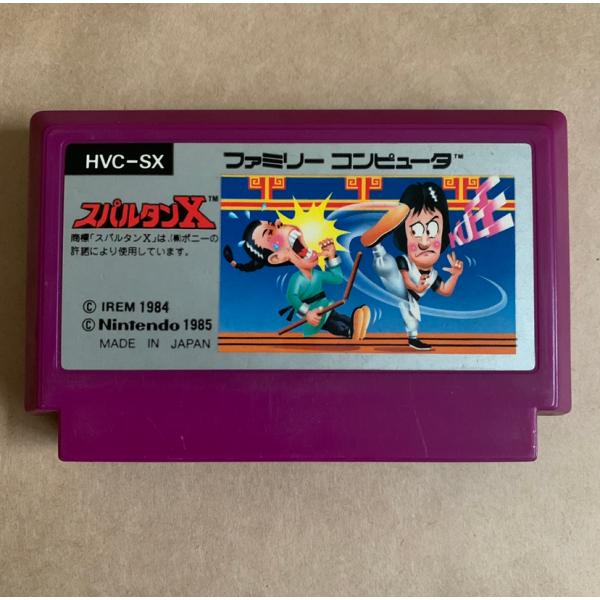 HVC-SX
ファミリー コンピュータ™
スパルタンX™
商標「スパルタンX」は、(株)ポニーの
許諾により使用しています。
© IREM 1984
© Nintendo 1985
MADE IN JAPAN